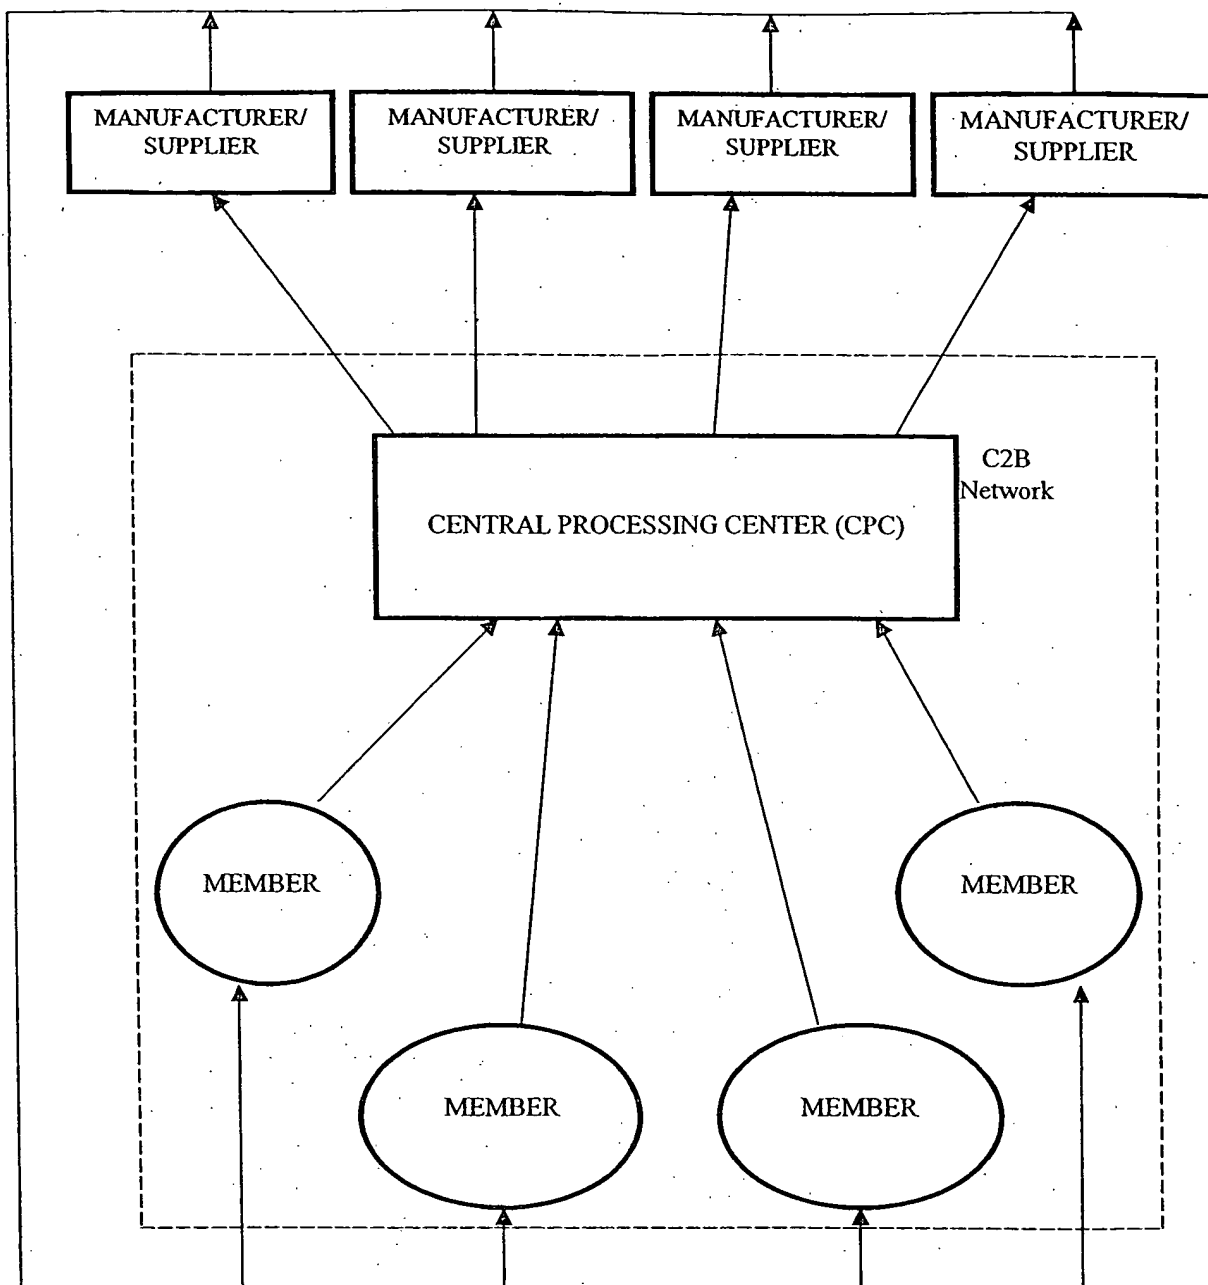 MANUFACTURER/
SUPPLIER
MANUFACTURER/
SUPPLIER
MANUFACTURER/
SUPPLIER
MANUFACTURER/
SUPPLIER
C2B
Network
CENTRAL PROCESSING CENTER (CPC)
MEMBER
MEMBER
MEMBER
MEMBER